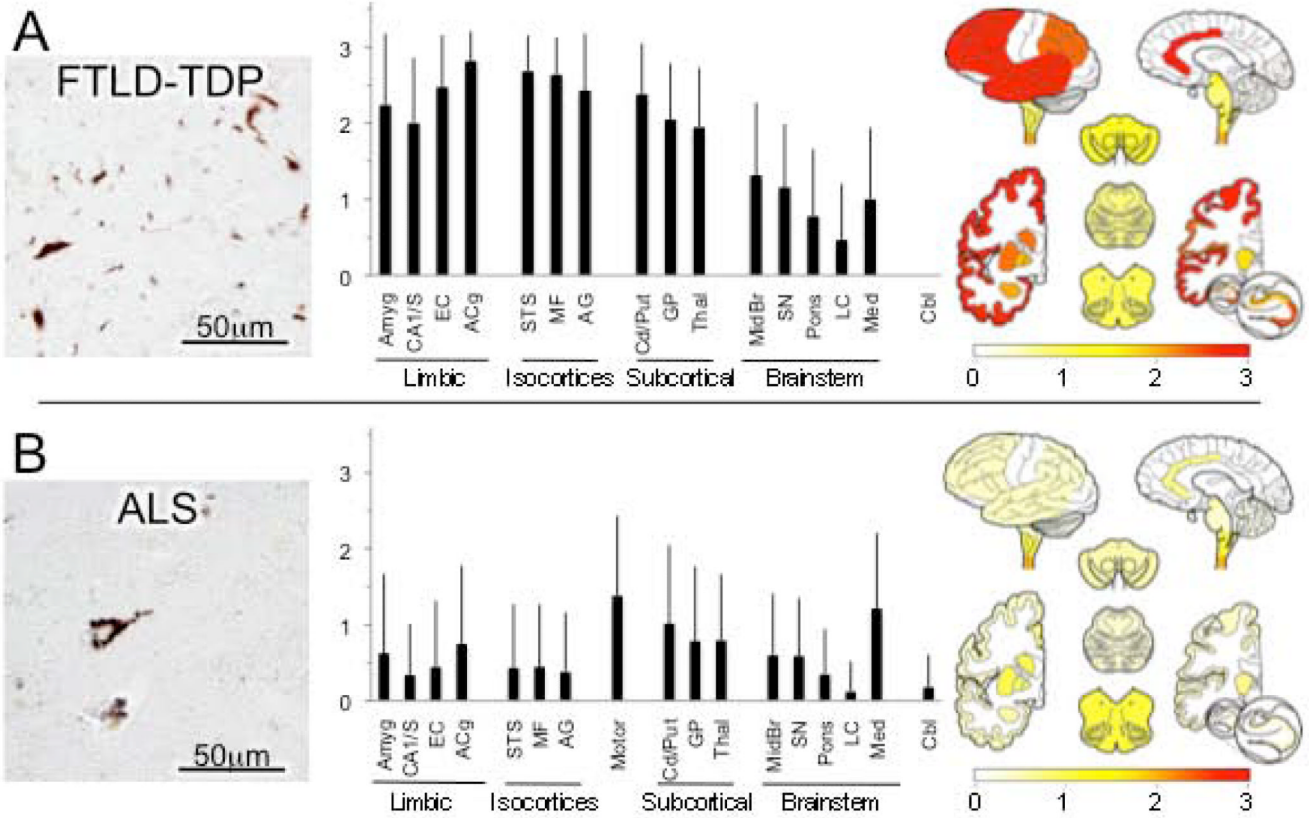 A
FTLD-TDP
50µm
3
2
1
0
Amyg
CA1/S
EC
ACg
STS
MF
AG
Cd/Put
GP
Thal
MidBr
SN
Pons
LC
Med
Cbl
Limbic
Isocortices
Subcortical
Brainstem
0 1 2 3
B
ALS
50µm
3
2
1
0
Amyg
CA1/S
EC
ACg
STS
MF
AG
Motor
Cd/Put
GP
Thal
MidBr
SN
Pons
LC
Med
Cbl
Limbic
Isocortices
Subcortical
Brainstem
0 1 2 3